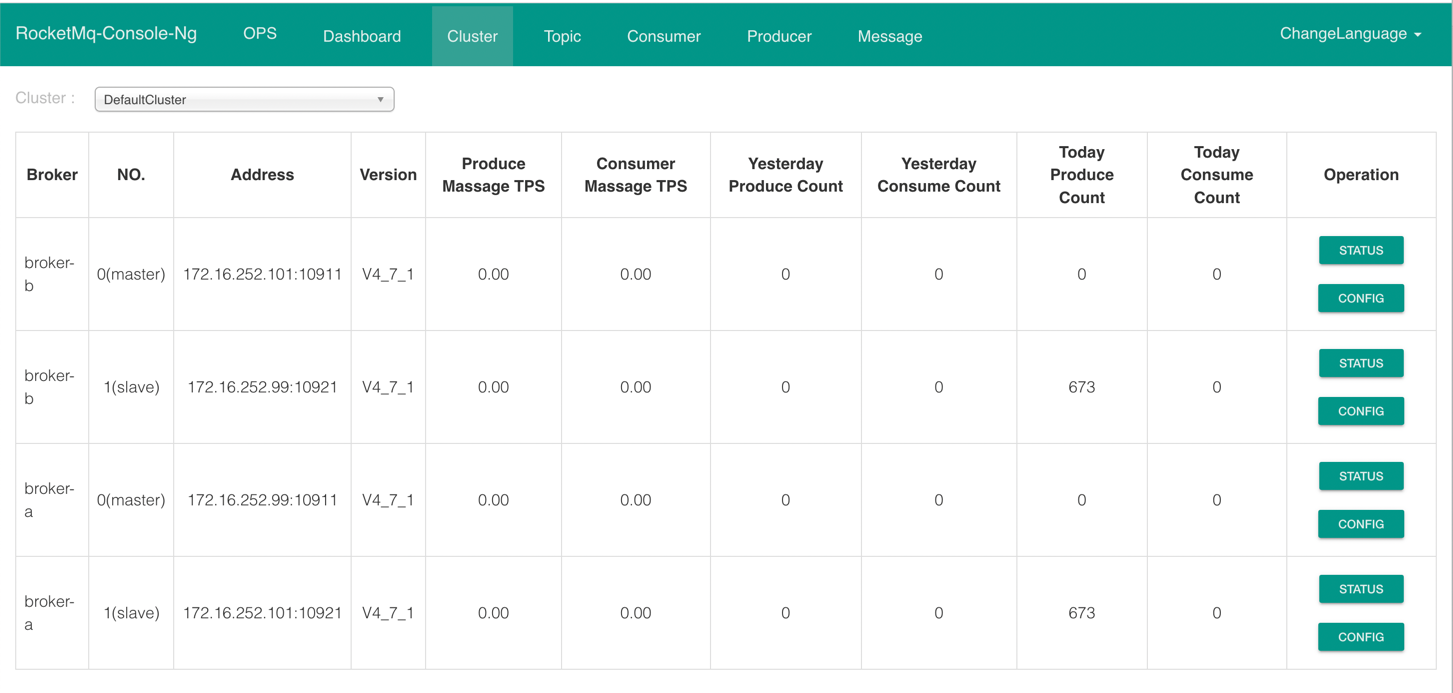 RocketMq-Console-Ng OPS Dashboard Cluster Topic Consumer Producer Message ChangeLanguage
Cluster : DefaultCluster
Broker NO. Address Version Produce Massage TPS Consumer Massage TPS Yesterday Produce Count Yesterday Consume Count Today Produce Count Today Consume Count Operation
broker-b 0(master) 172.16.252.101:10911 V4_7_1 0.00 0.00 0 0 0 0 STATUS CONFIG
broker-b 1(slave) 172.16.252.99:10921 V4_7_1 0.00 0.00 0 0 673 0 STATUS CONFIG
broker-a 0(master) 172.16.252.99:10911 V4_7_1 0.00 0.00 0 0 0 0 STATUS CONFIG
broker-a 1(slave) 172.16.252.101:10921 V4_7_1 0.00 0.00 0 0 673 0 STATUS CONFIG